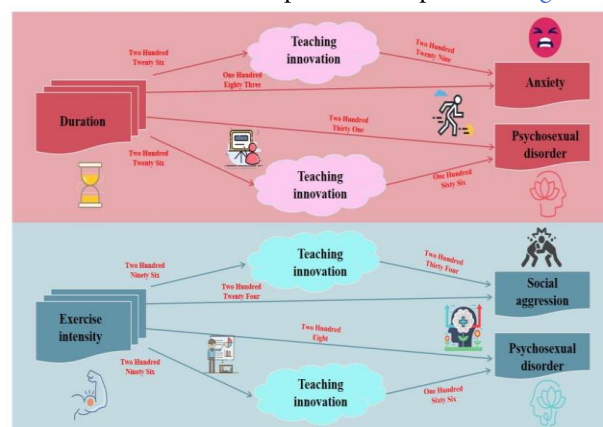 Teaching
innovation
Two Hundred
Twenty Six
Two Hundred
Twenty Nine
One Hundred
Eighty Three
Anxiety
Duration
Two Hundred
Thirty One
Psychosexual
disorder
Two Hundred
Twenty Six
Teaching
innovation
One Hundred
Sixty Six
Teaching
innovation
Two Hundred
Ninety Six
Two Hundred
Thirty Four
Two Hundred
Twenty Four
Social
aggression
Exercise
intensity
Two Hundred
Eight
Psychosexual
disorder
Two Hundred
Ninety Six
Teaching
innovation
One Hundred
Sixty Six